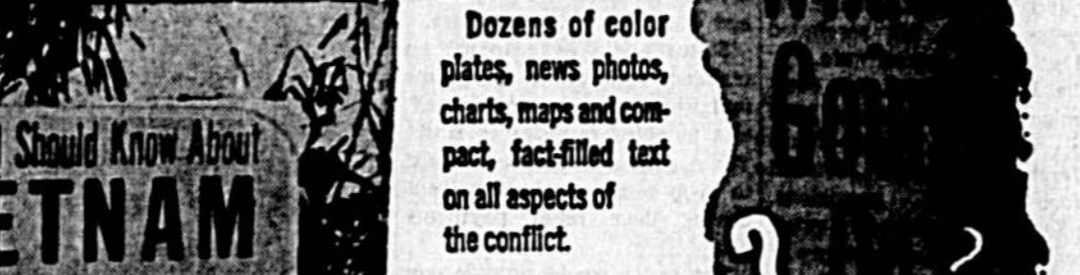 Should Know About
ETNAM
Dozens of color
plates, news photos,
charts, maps and com-
pact, fact-filled text
on all aspects of
the conflict.